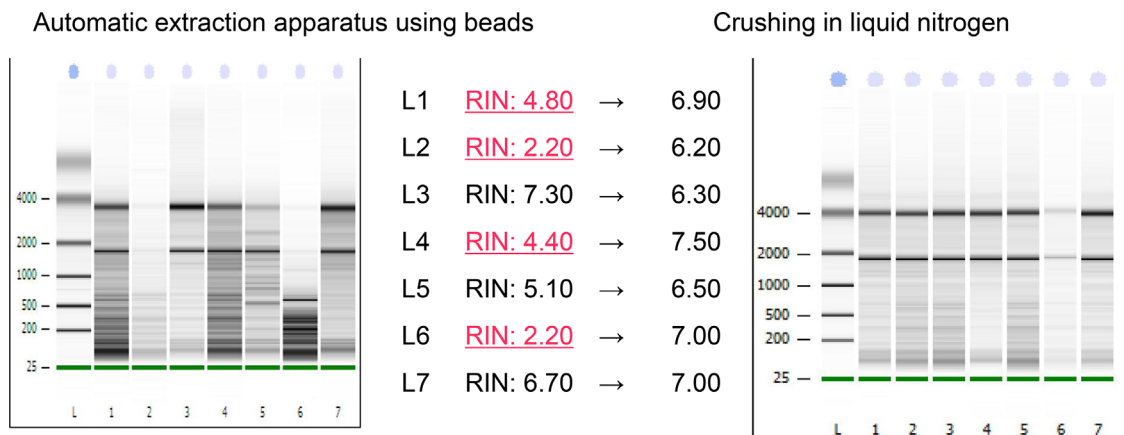 Automatic extraction apparatus using beads
Crushing in liquid nitrogen
4000
2000
1000
500
200
25
L 1 2 3 4 5 6 7
L1 RIN: 4.80 → 6.90
L2 RIN: 2.20 → 6.20
L3 RIN: 7.30 → 6.30
L4 RIN: 4.40 → 7.50
L5 RIN: 5.10 → 6.50
L6 RIN: 2.20 → 7.00
L7 RIN: 6.70 → 7.00
4000
2000
1000
500
200
25
L 1 2 3 4 5 6 7